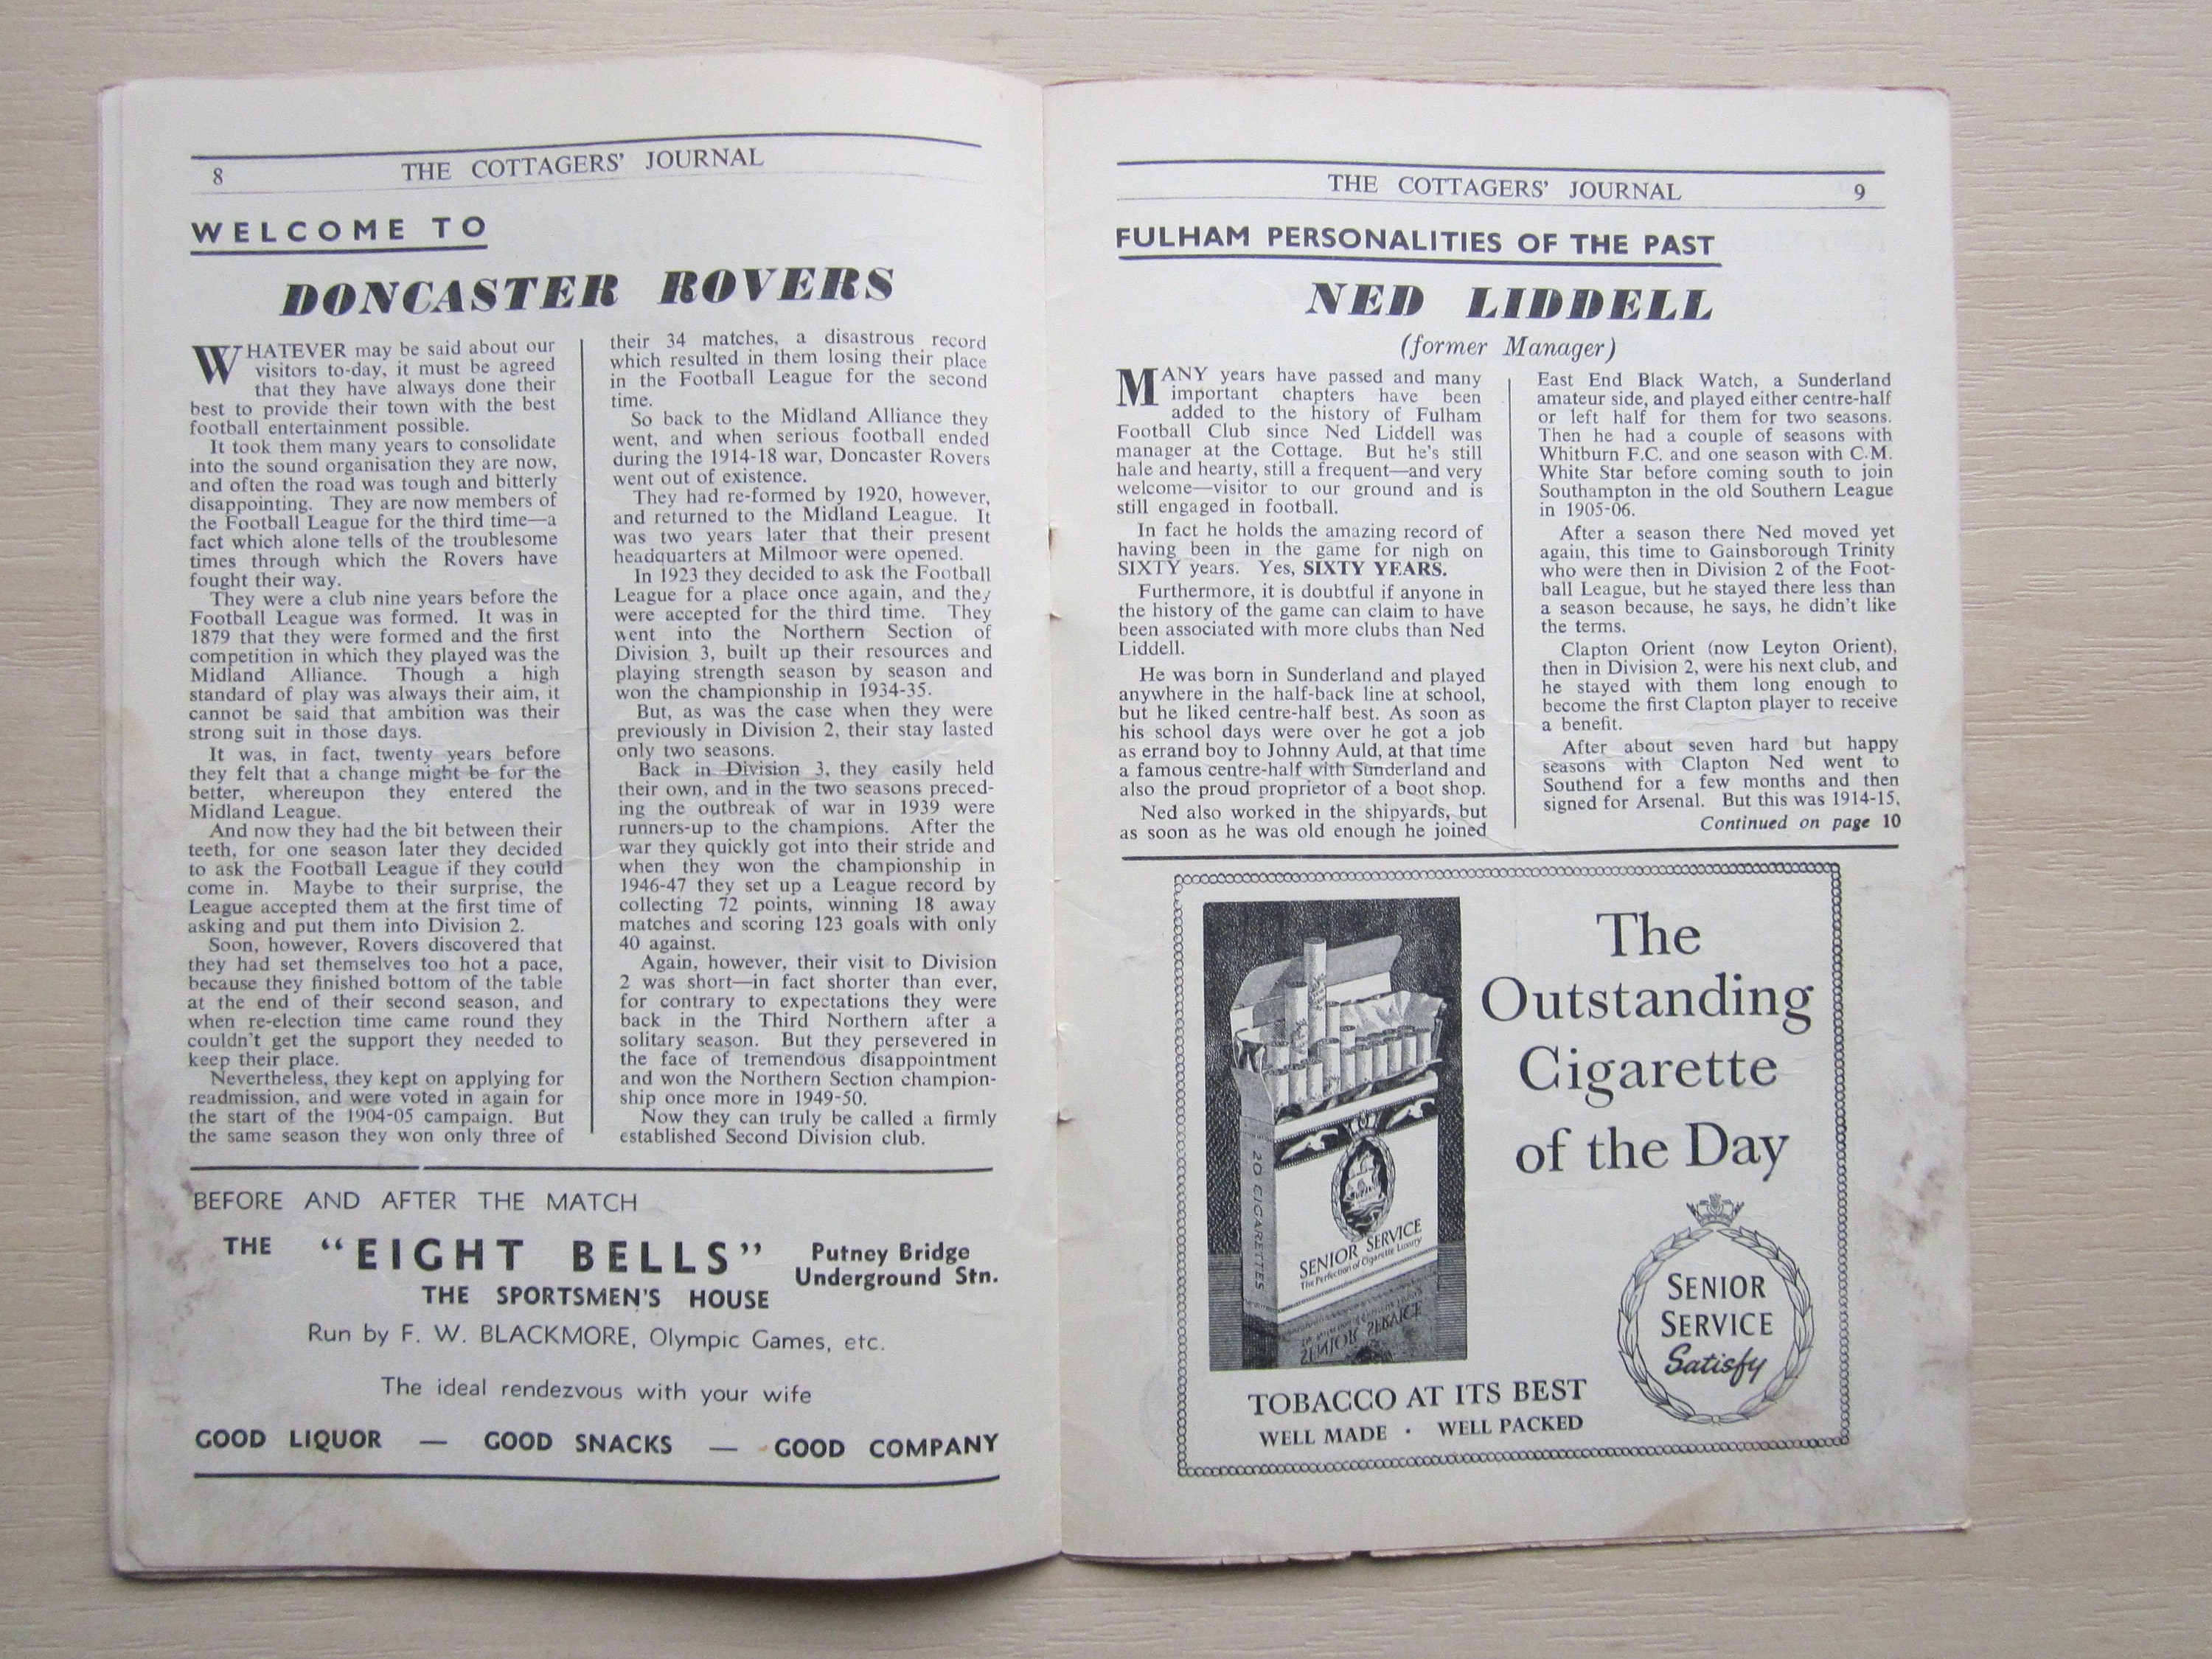 8
THE COTTAGERS' JOURNAL
WELCOME TO
DONCASTER ROVERS
WHATEVER may be said about our
visitors to-day, it must be agreed
that they have always done their
best to provide their town with the best
football entertainment possible.
It took them many years to consolidate
into the sound organisation they are now,
and often the road was tough and bitterly
disappointing. They are now members of
the Football League for the third time—a
fact which alone tells of the troublesome
times through which the Rovers have
fought their way.
They were a club nine years before the
Football League was formed. It was in
1879 that they were formed and the first
competition in which they played was the
Midland Alliance. Though a high
standard of play was always their aim, it
cannot be said that ambition was their
strong suit in those days.
It was, in fact, twenty years before
they felt that a change might be for the
better, whereupon they entered the
Midland League.
And now they had the bit between their
teeth, for one season later they decided
to ask the Football League if they could
come in. Maybe to their surprise, the
League accepted them at the first time of
asking and put them into Division 2.
Soon, however, Rovers discovered that
they had set themselves too hot a pace,
because they finished bottom of the table
at the end of their second season, and
when re-election time came round they
couldn't get the support they needed to
keep their place.
Nevertheless, they kept on applying for
readmission, and were voted in again for
the start of the 1904-05 campaign. But
the same season they won only three of
their 34 matches, a disastrous record
which resulted in them losing their place
in the Football League for the second
time.
So back to the Midland Alliance they
went, and when serious football ended
during the 1914-18 war, Doncaster Rovers
went out of existence.
They had re-formed by 1920, however,
and returned to the Midland League. It
was two years later that their present
headquarters at Milmoor were opened.
In 1923 they decided to ask the Football
League for a place once again, and they
were accepted for the third time. They
went into the Northern Section of
Division 3, built up their resources and
playing strength season by season and
won the championship in 1934-35.
But, as was the case when they were
previously in Division 2, their stay lasted
only two seasons.
Back in Division 3, they easily held
their own, and in the two seasons preced-
ing the outbreak of war in 1939 were
runners-up to the champions. After the
war they quickly got into their stride and
when they won the championship in
1946-47 they set up a League record by
collecting 72 points, winning 18 away
matches and scoring 123 goals with only
40 against.
Again, however, their visit to Division
2 was short—in fact shorter than ever,
for contrary to expectations they were
back in the Third Northern after a
solitary season. But they persevered in
the face of tremendous disappointment
and won the Northern Section champion-
ship once more in 1949-50.
Now they can truly be called a firmly
established Second Division club.
BEFORE AND AFTER THE MATCH
THE "EIGHT BELLS"
Putney Bridge
Underground Stn.
THE SPORTSMEN'S HOUSE
Run by F. W. BLACKMORE, Olympic Games, etc.
The ideal rendezvous with your wife
GOOD LIQUOR — GOOD SNACKS — GOOD COMPANY
THE COTTAGERS' JOURNAL
9
FULHAM PERSONALITIES OF THE PAST
NED LIDDELL
(former Manager)
MANY years have passed and many
important chapters have been
added to the history of Fulham
Football Club since Ned Liddell was
manager at the Cottage. But he's still
hale and hearty, still a frequent—and very
welcome—visitor to our ground and is
still engaged in football.
In fact he holds the amazing record of
having been in the game for nigh on
SIXTY years. Yes, SIXTY YEARS.
Furthermore, it is doubtful if anyone in
the history of the game can claim to have
been associated with more clubs than Ned
Liddell.
He was born in Sunderland and played
anywhere in the half-back line at school,
but he liked centre-half best. As soon as
his school days were over he got a job
as errand boy to Johnny Auld, at that time
a famous centre-half with Sunderland and
also the proud proprietor of a boot shop.
Ned also worked in the shipyards, but
as soon as he was old enough he joined
East End Black Watch, a Sunderland
amateur side, and played either centre-half
or left half for them for two seasons.
Then he had a couple of seasons with
Whitburn F.C. and one season with C.M.
White Star before coming south to join
Southampton in the old Southern League
in 1905-06.
After a season there Ned moved yet
again, this time to Gainsborough Trinity
who were then in Division 2 of the Foot-
ball League, but he stayed there less than
a season because, he says, he didn't like
the terms.
Clapton Orient (now Leyton Orient),
then in Division 2, were his next club, and
he stayed with them long enough to
become the first Clapton player to receive
a benefit.
After about seven hard but happy
seasons with Clapton Ned went to
Southend for a few months and then
signed for Arsenal. But this was 1914-15,
Continued on page 10
The
Outstanding
Cigarette
of the Day
20 CIGARETTES
SENIOR SERVICE
The Perfection of Cigarette Luxury
SENIOR SERVICE
SENIOR
SERVICE
Satisfy
TOBACCO AT ITS BEST
WELL MADE · WELL PACKED